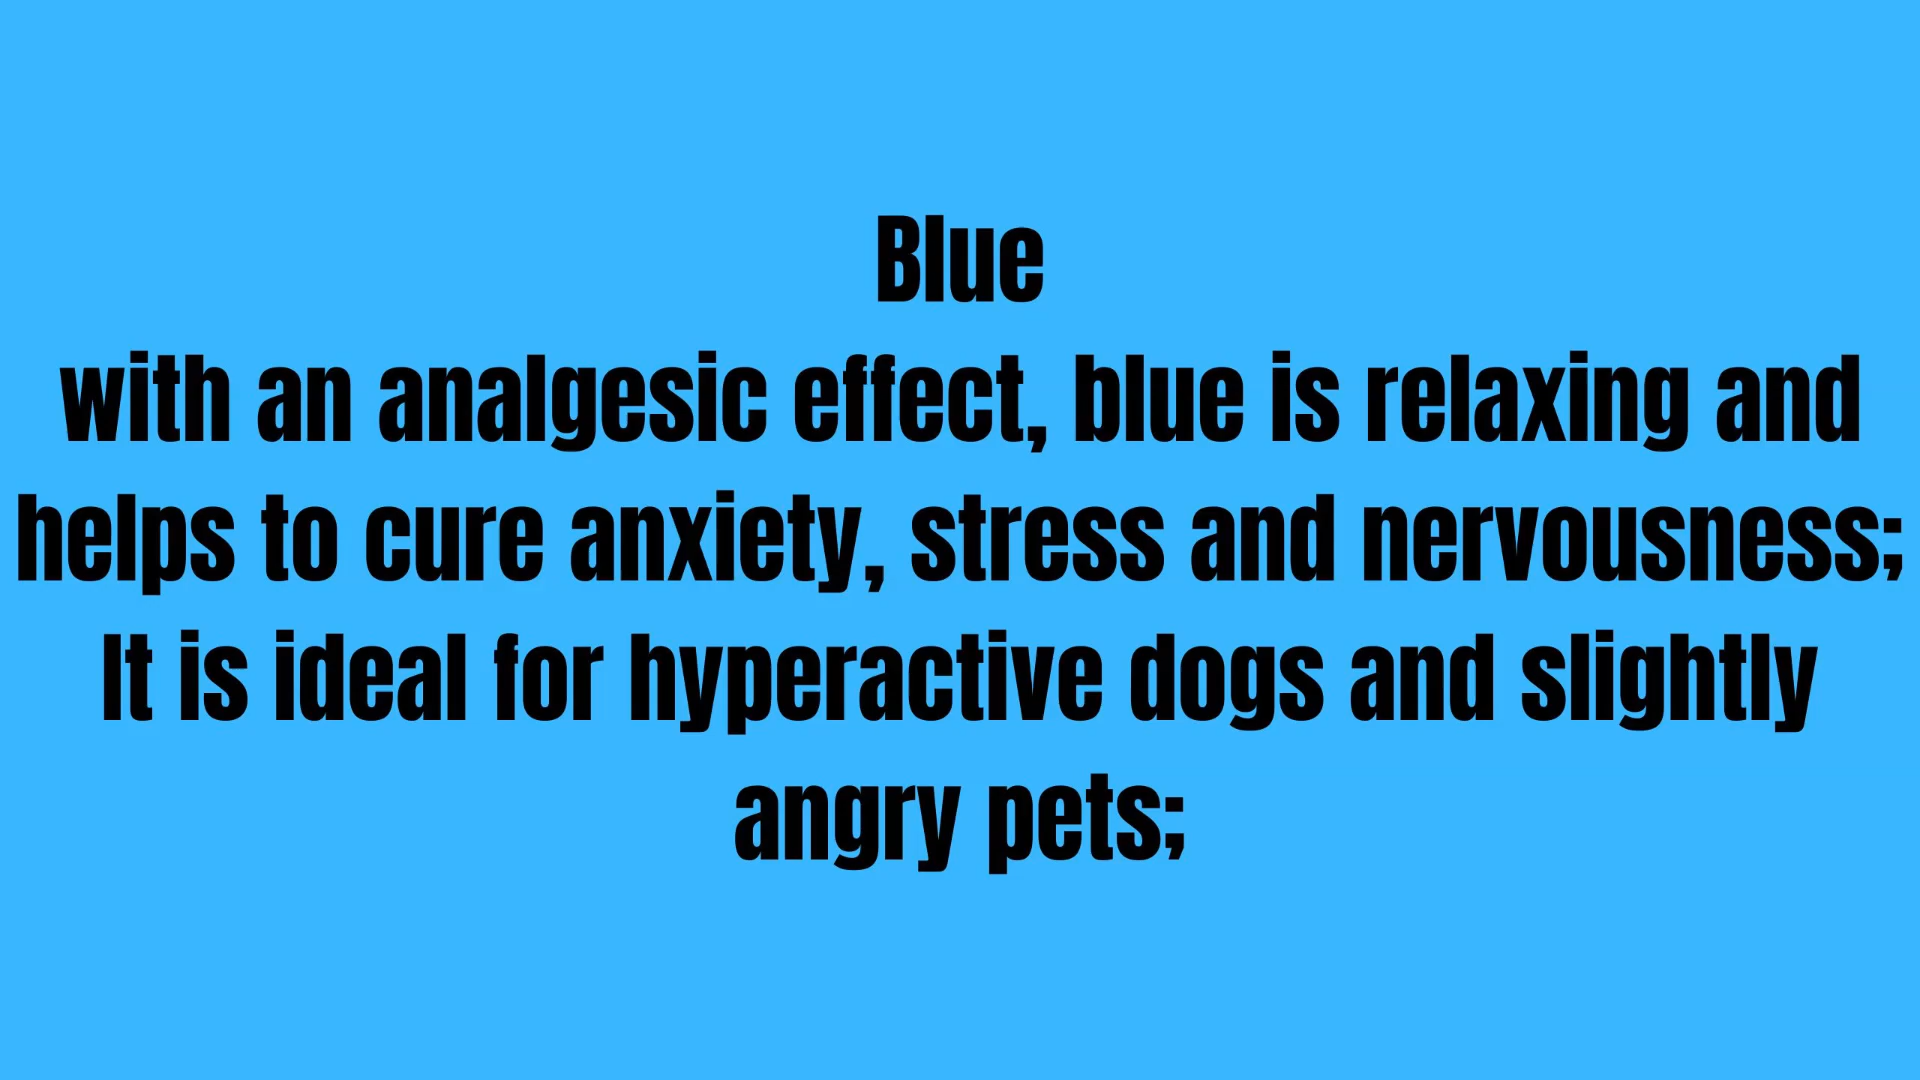 Blue
with an analgesic effect, blue is relaxing and
helps to cure anxiety, stress and nervousness;
It is ideal for hyperactive dogs and slightly
angry pets;